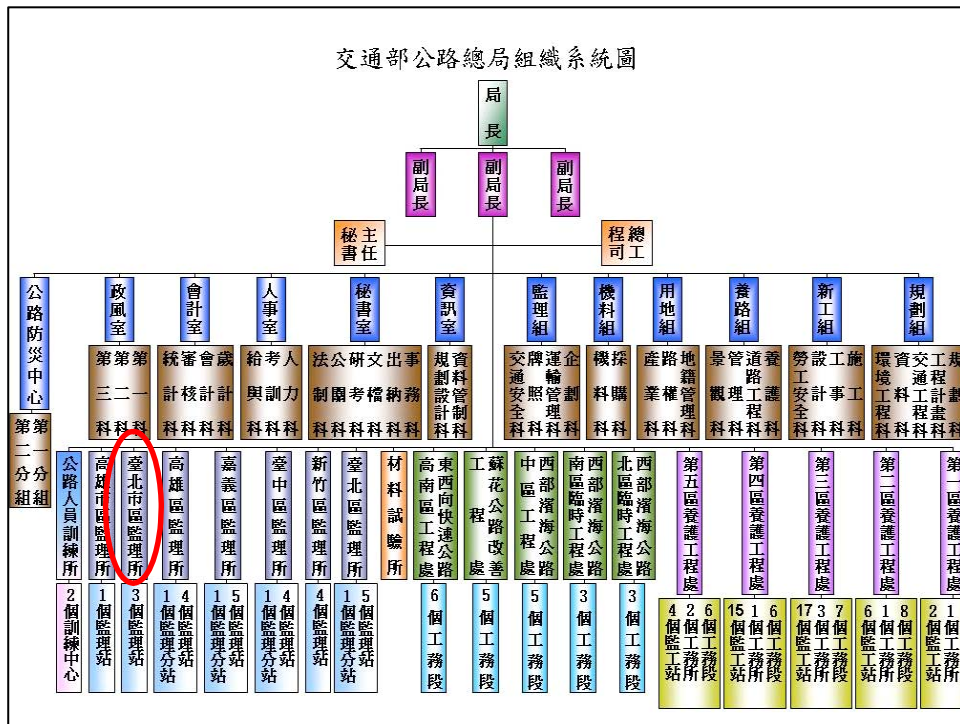 交通部公路總局組織系統圖
局長
副局長
副局長
副局長
主任秘書
總工程司
公路防災中心
政風室
會計室
人事室
秘書室
資訊室
監理組
機料組
用地組
養路組
新工組
規劃組
第一分組
第二分組
第一科
第二科
第三科
歲計科
會計科
審核科
統計科
人力科
考訓科
給與科
事務科
出納科
文檔科
研考科
公關科
法制科
資料管制科
規劃設計科
企劃科
運輸管理科
牌照科
交通安全科
採購科
機料科
地籍管理科
路權科
產業科
養護科
道路工程科
管理科
景觀科
施工科
工事科
設計科
勞工安全科
規劃科
工程計畫科
交通工程科
資料科
環境工程科
公路人員訓練所
高雄市區監理所
臺北市區監理所
高雄區監理所
嘉義區監理所
臺中區監理所
新竹區監理所
臺北區監理所
材料試驗所
東西向快速公路高南區工程處
蘇花公路改善工程處
西部濱海公路中區工程處
西部濱海公路南區臨時工程處
西部濱海公路北區臨時工程處
第五區養護工程處
第四區養護工程處
第三區養護工程處
第二區養護工程處
第一區養護工程處
2個訓練中心
1個監理站
3個監理站
4個監理站
1個監理分站
5個監理站
1個監理分站
4個監理站
1個監理分站
4個監理站
5個監理站
1個監理分站
6個工務段
5個工務段
5個工務段
3個工務段
3個工務段
6個工務段
2個工務所
4個監工站
6個工務段
1個工務所
15個監工站
7個工務段
3個工務所
17個監工站
8個工務段
1個工務所
6個監工站